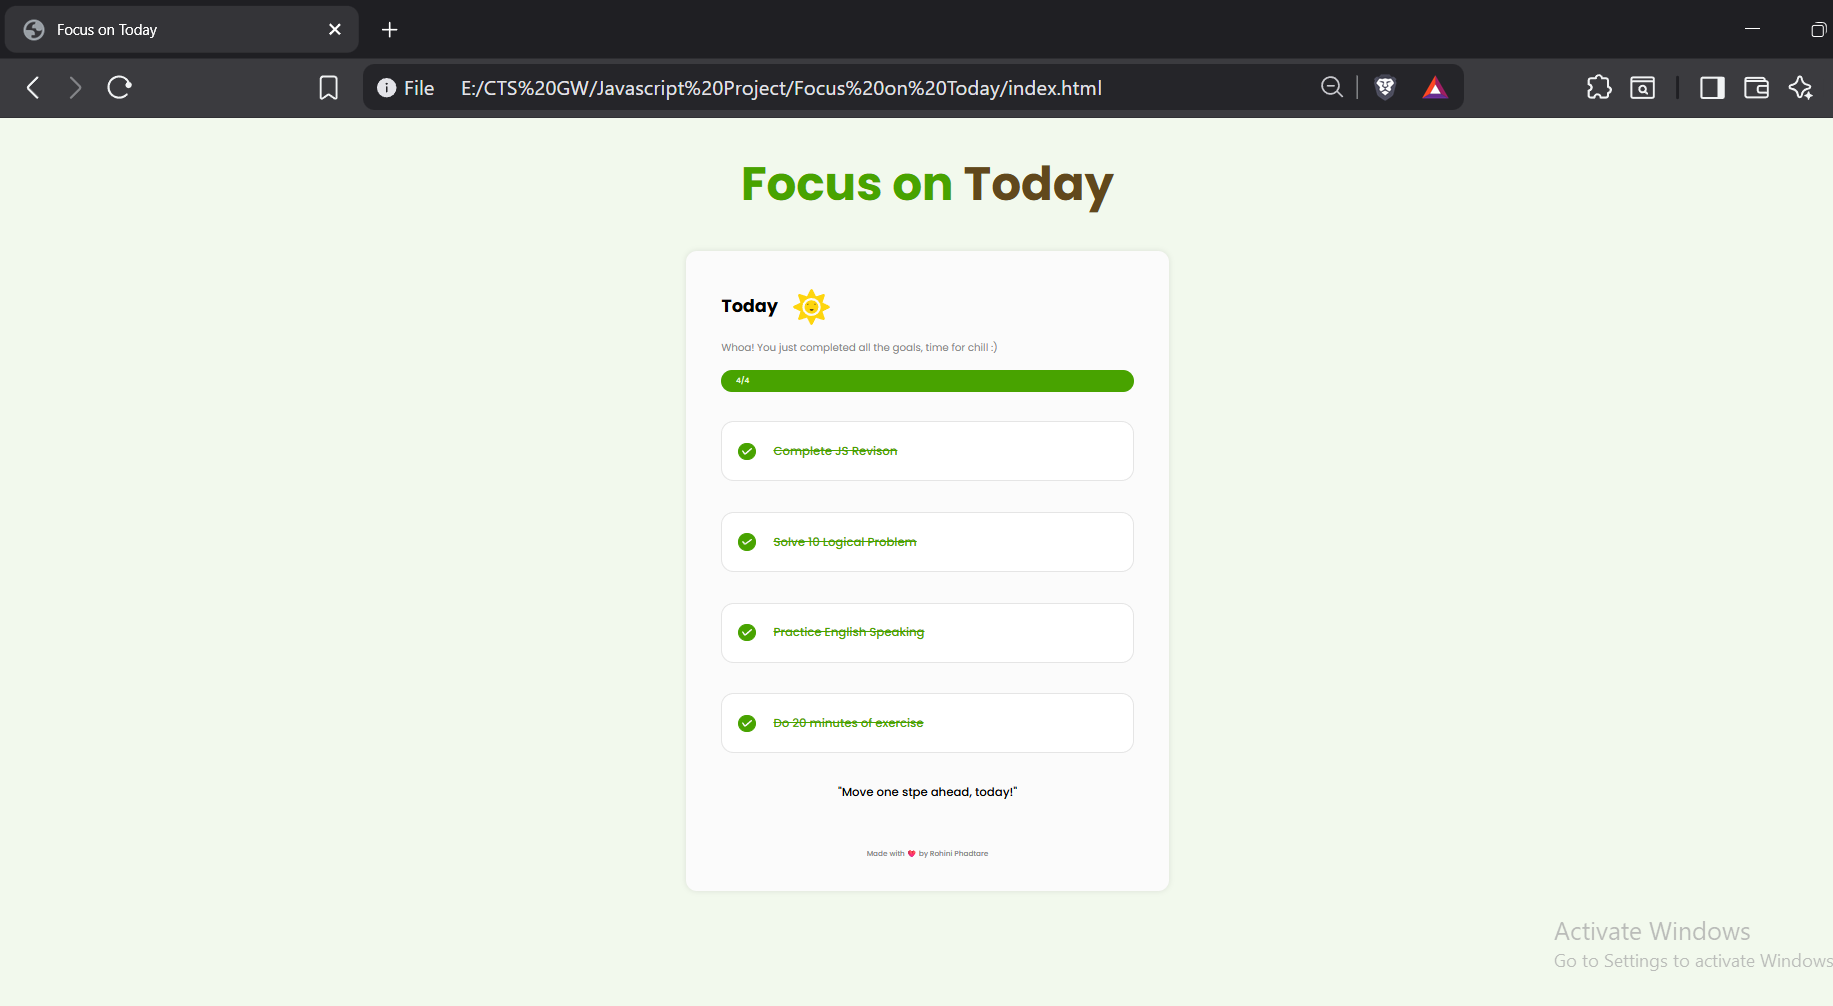 Focus on Today
File E:/CTS%20GW/Javascript%20Project/Focus%20on%20Today/index.html
Focus on Today
Today
Whoa! You just completed all the goals, time for chill :)
4/4
Complete JS Revison
Solve 10 Logical Problem
Practice English Speaking
Do 20 minutes of exercise
"Move one stpe ahead, today!"
Made with ❤️ by Rohini Phadtare
Activate Windows
Go to Settings to activate Windows